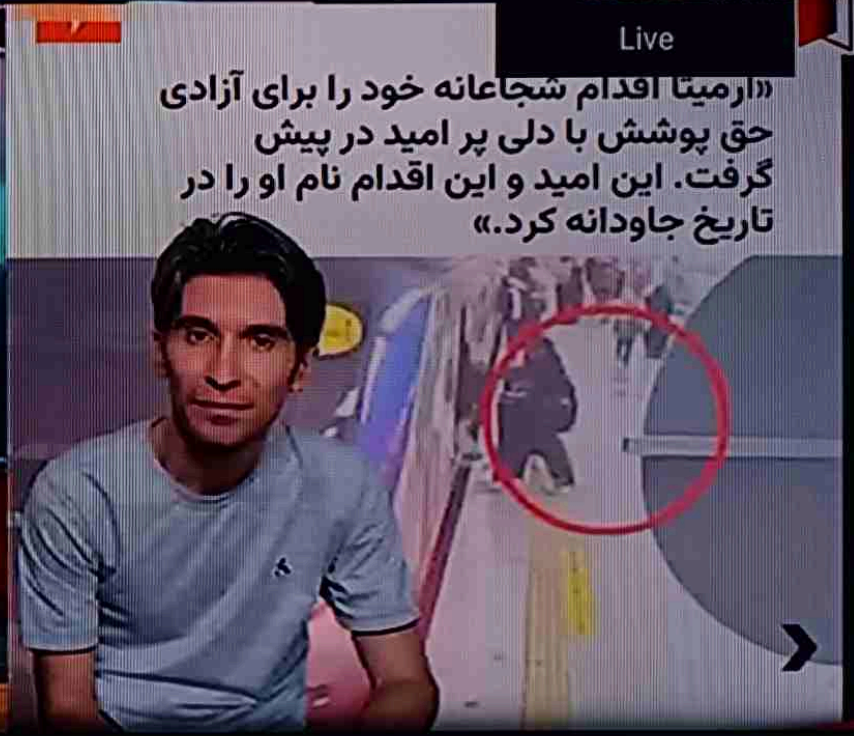 Live
«آرمیتا اقدام شجاعانه خود را برای آزادی
حق پوشش با دلی پر امید در پیش
گرفت. این امید و این اقدام نام او را در
تاریخ جاودانه کرد.»